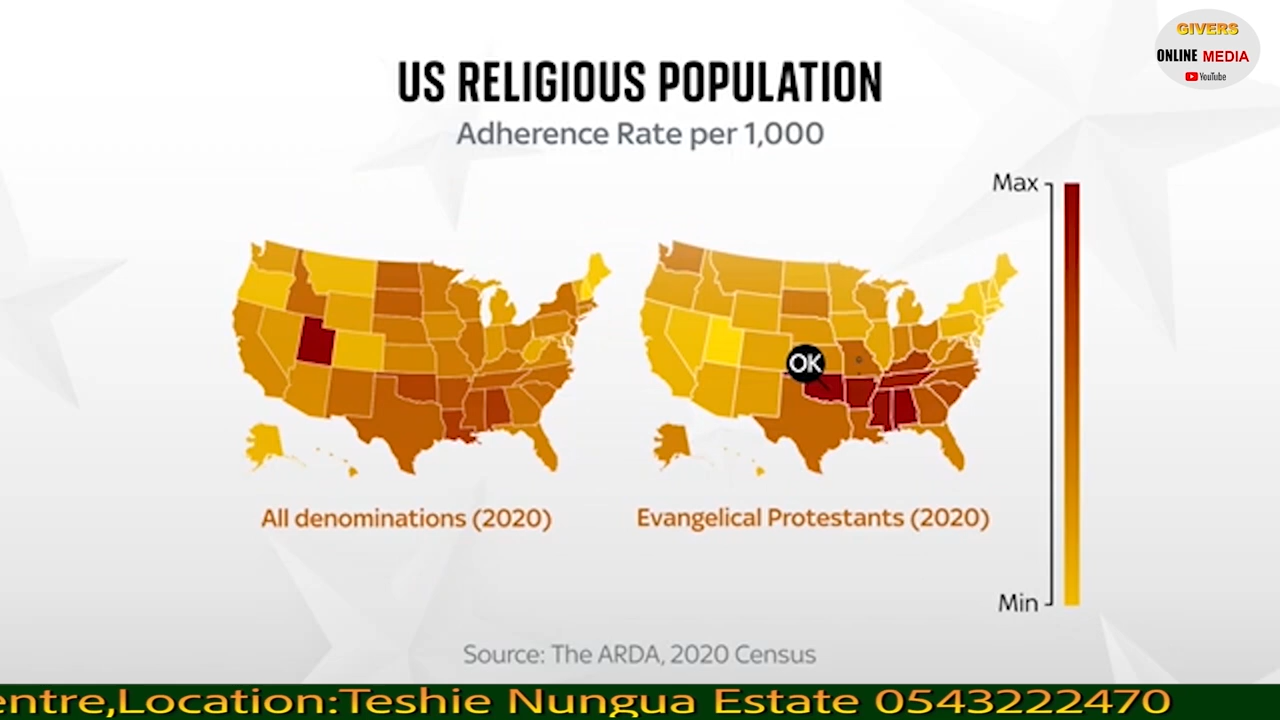 GIVERS
ONLINE MEDIA
YouTube
US RELIGIOUS POPULATION
Adherence Rate per 1,000
Max
OK
All denominations (2020)
Evangelical Protestants (2020)
Min
Source: The ARDA, 2020 Census
entre,Location:Teshie Nungua Estate 0543222470